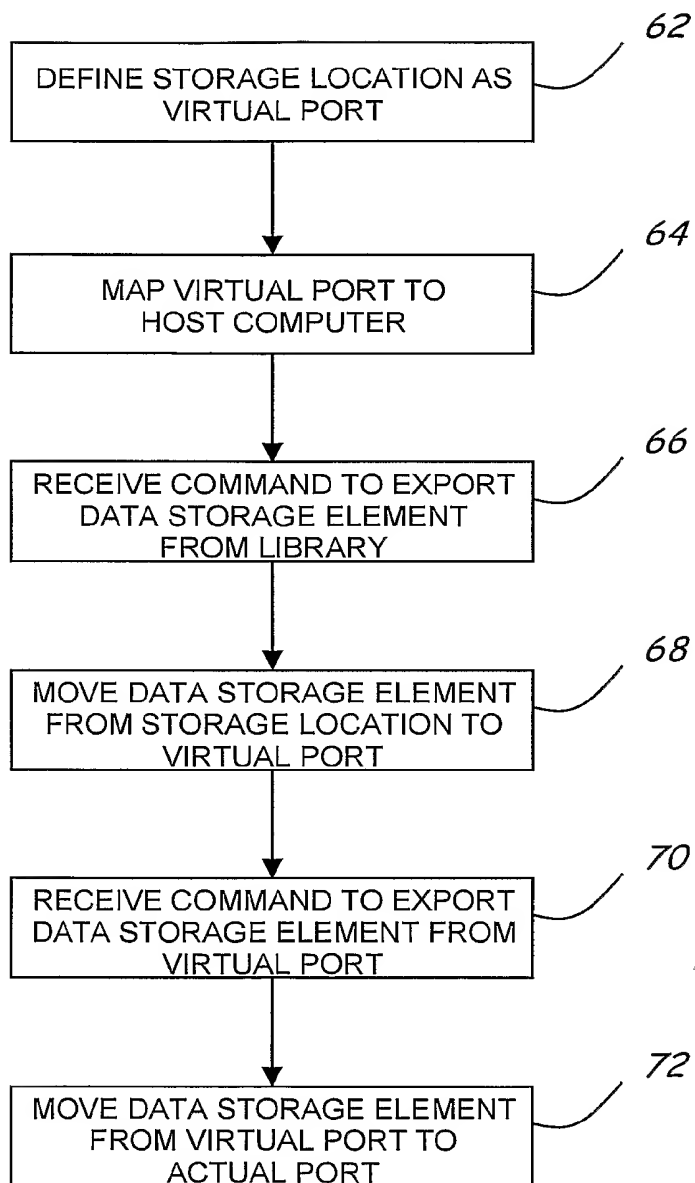 62
DEFINE STORAGE LOCATION AS
VIRTUAL PORT
64
MAP VIRTUAL PORT TO
HOST COMPUTER
66
RECEIVE COMMAND TO EXPORT
DATA STORAGE ELEMENT
FROM LIBRARY
68
MOVE DATA STORAGE ELEMENT
FROM STORAGE LOCATION TO
VIRTUAL PORT
70
RECEIVE COMMAND TO EXPORT
DATA STORAGE ELEMENT FROM
VIRTUAL PORT
72
MOVE DATA STORAGE ELEMENT
FROM VIRTUAL PORT TO
ACTUAL PORT